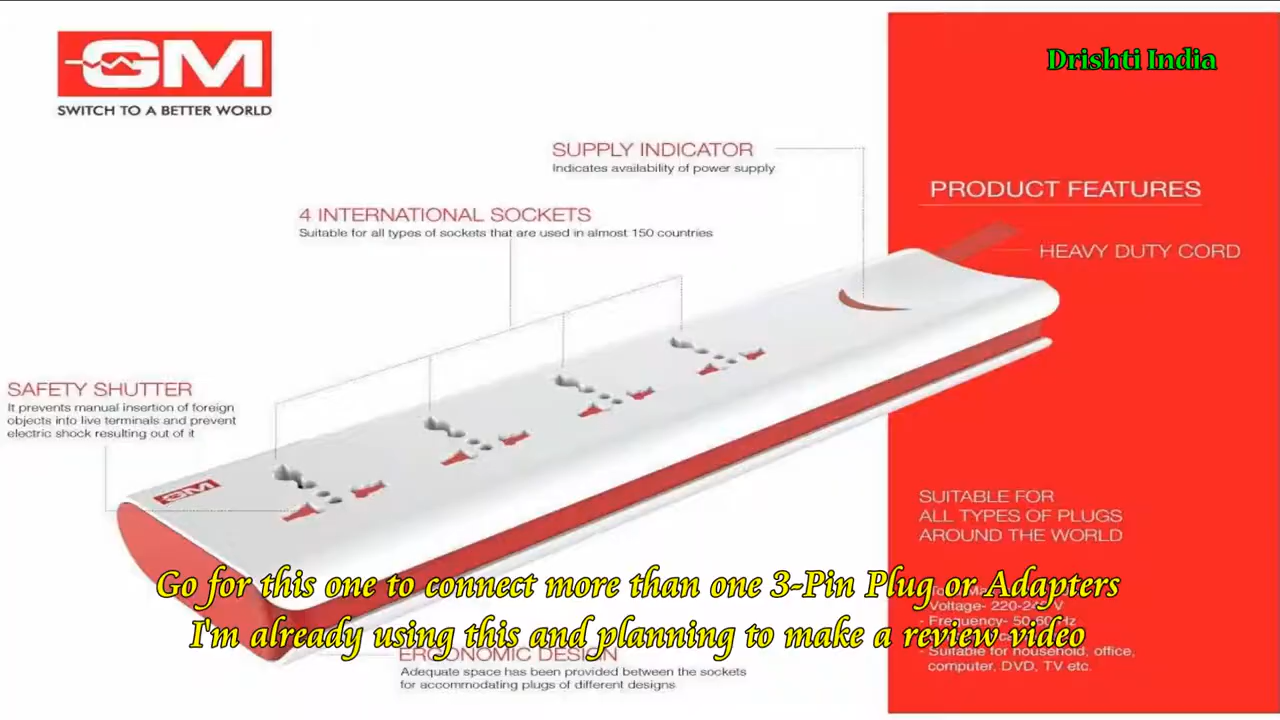 GM
SWITCH TO A BETTER WORLD
Drishti India
SUPPLY INDICATOR
Indicates availability of power supply
PRODUCT FEATURES
4 INTERNATIONAL SOCKETS
Suitable for all types of sockets that are used in almost 150 countries
HEAVY DUTY CORD
SAFETY SHUTTER
It prevents manual insertion of foreign
objects into live terminals and prevent
electric shock resulting out of it
GM
SUITABLE FOR
ALL TYPES OF PLUGS
AROUND THE WORLD
Go for this one to connect more than one 3-Pin Plug or Adapters
Voltage- 220-240 V
- Frequency- 50-60 Hz
I'm already using this and planning to make a review video
- Suitable for household, office,
computer, DVD, TV etc.
ERGONOMIC DESIGN
Adequate space has been provided between the sockets
for accommodating plugs of different designs